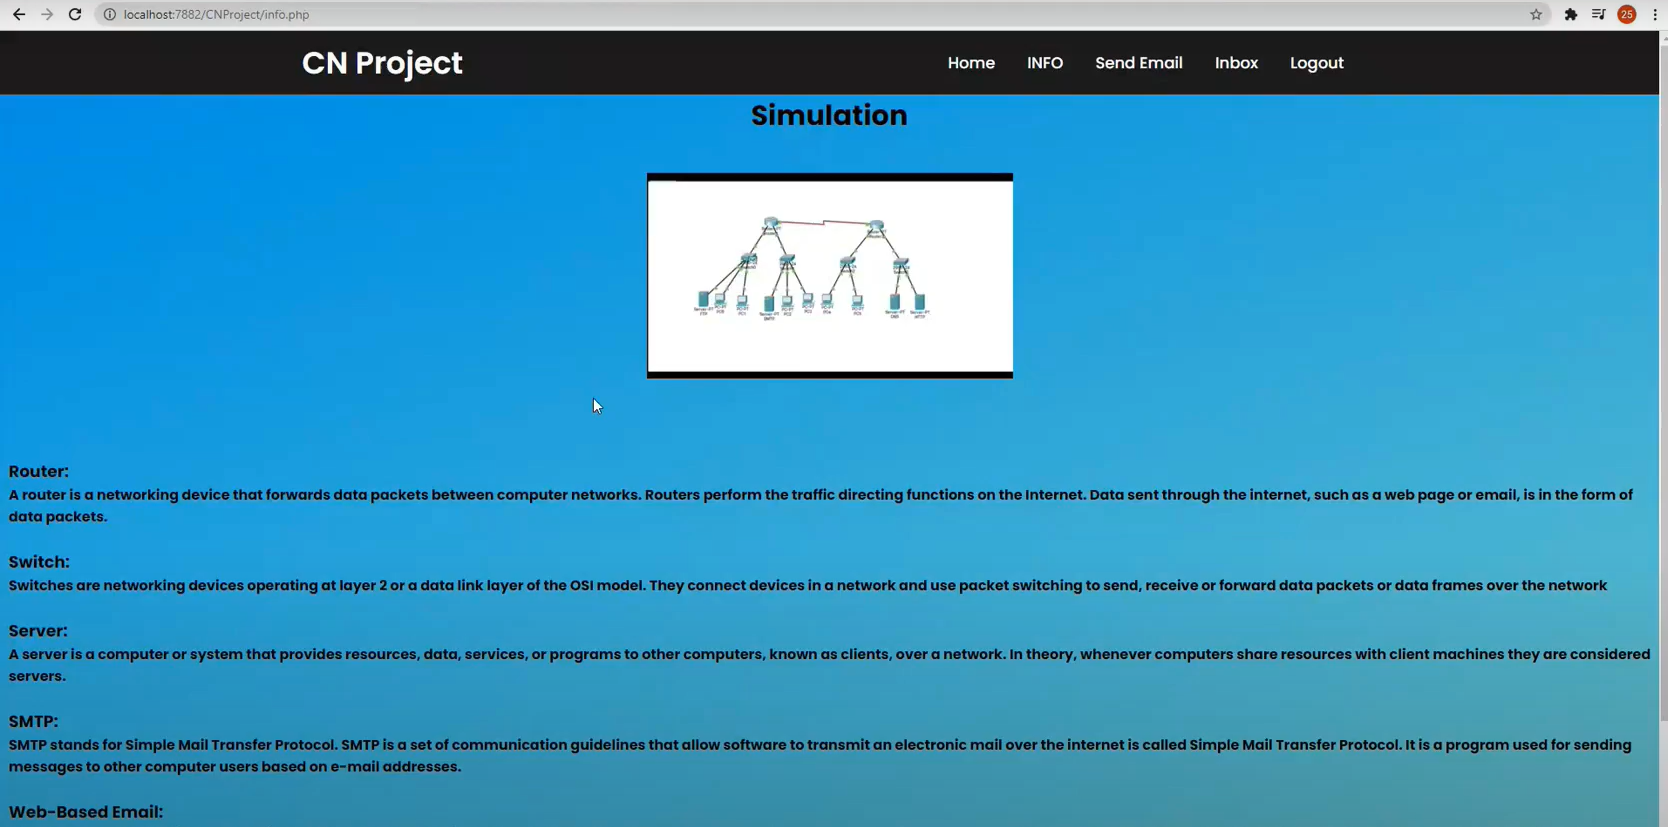 localhost:7882/CNProject/info.php
25
CN Project
Home INFO Send Email Inbox Logout
Simulation
Router:
A router is a networking device that forwards data packets between computer networks. Routers perform the traffic directing functions on the Internet. Data sent through the internet, such as a web page or email, is in the form of
data packets.
Switch:
Switches are networking devices operating at layer 2 or a data link layer of the OSI model. They connect devices in a network and use packet switching to send, receive or forward data packets or data frames over the network
Server:
A server is a computer or system that provides resources, data, services, or programs to other computers, known as clients, over a network. In theory, whenever computers share resources with client machines they are considered
servers.
SMTP:
SMTP stands for Simple Mail Transfer Protocol. SMTP is a set of communication guidelines that allow software to transmit an electronic mail over the internet is called Simple Mail Transfer Protocol. It is a program used for sending
messages to other computer users based on e-mail addresses.
Web-Based Email: